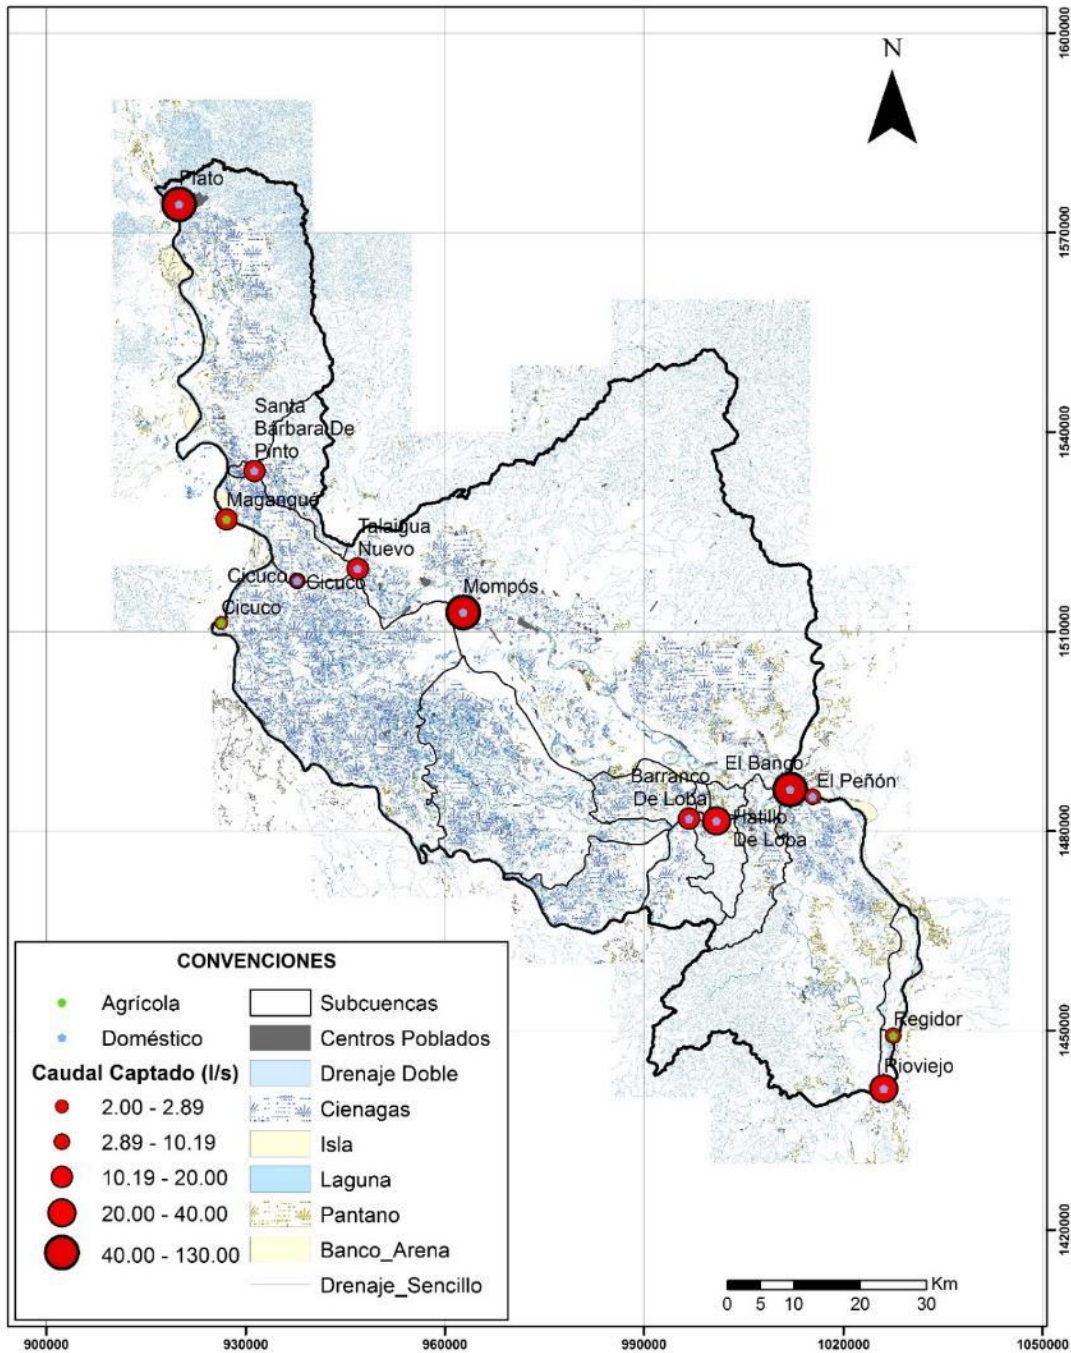 N
1600000
1570000
1540000
1510000
1480000
1450000
1420000
Plato
Santa
Bárbara De
Pinto
Magangué
Talaigua
Nuevo
Cicuco
Cicuco
Cicuco
Mompós
El Banco
El Peñón
Barranco
De Loba
Hatillo
De Loba
Regidor
Rioviejo
CONVENCIONES
Agrícola
Doméstico
Caudal Captado (l/s)
2.00 - 2.89
2.89 - 10.19
10.19 - 20.00
20.00 - 40.00
40.00 - 130.00
Subcuencas
Centros Poblados
Drenaje Doble
Cienagas
Isla
Laguna
Pantano
Banco_Arena
Drenaje_Sencillo
Km
0 5 10 20 30
900000 930000 960000 990000 1020000 1050000